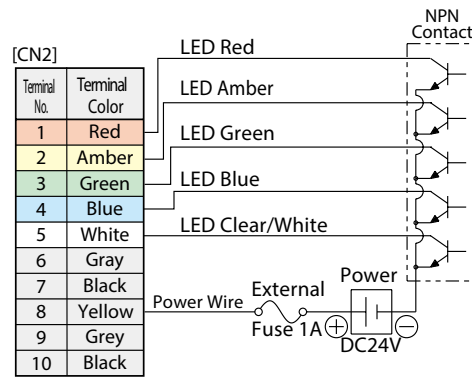 NPN
Contact
[CN2]
LED Red
Terminal No. Terminal Color
LED Amber
1 Red
2 Amber
LED Green
3 Green
LED Blue
4 Blue
LED Clear/White
5 White
6 Gray
7 Black
External Power
8 Yellow Power Wire
Fuse 1A + −
DC24V
9 Grey
10 Black